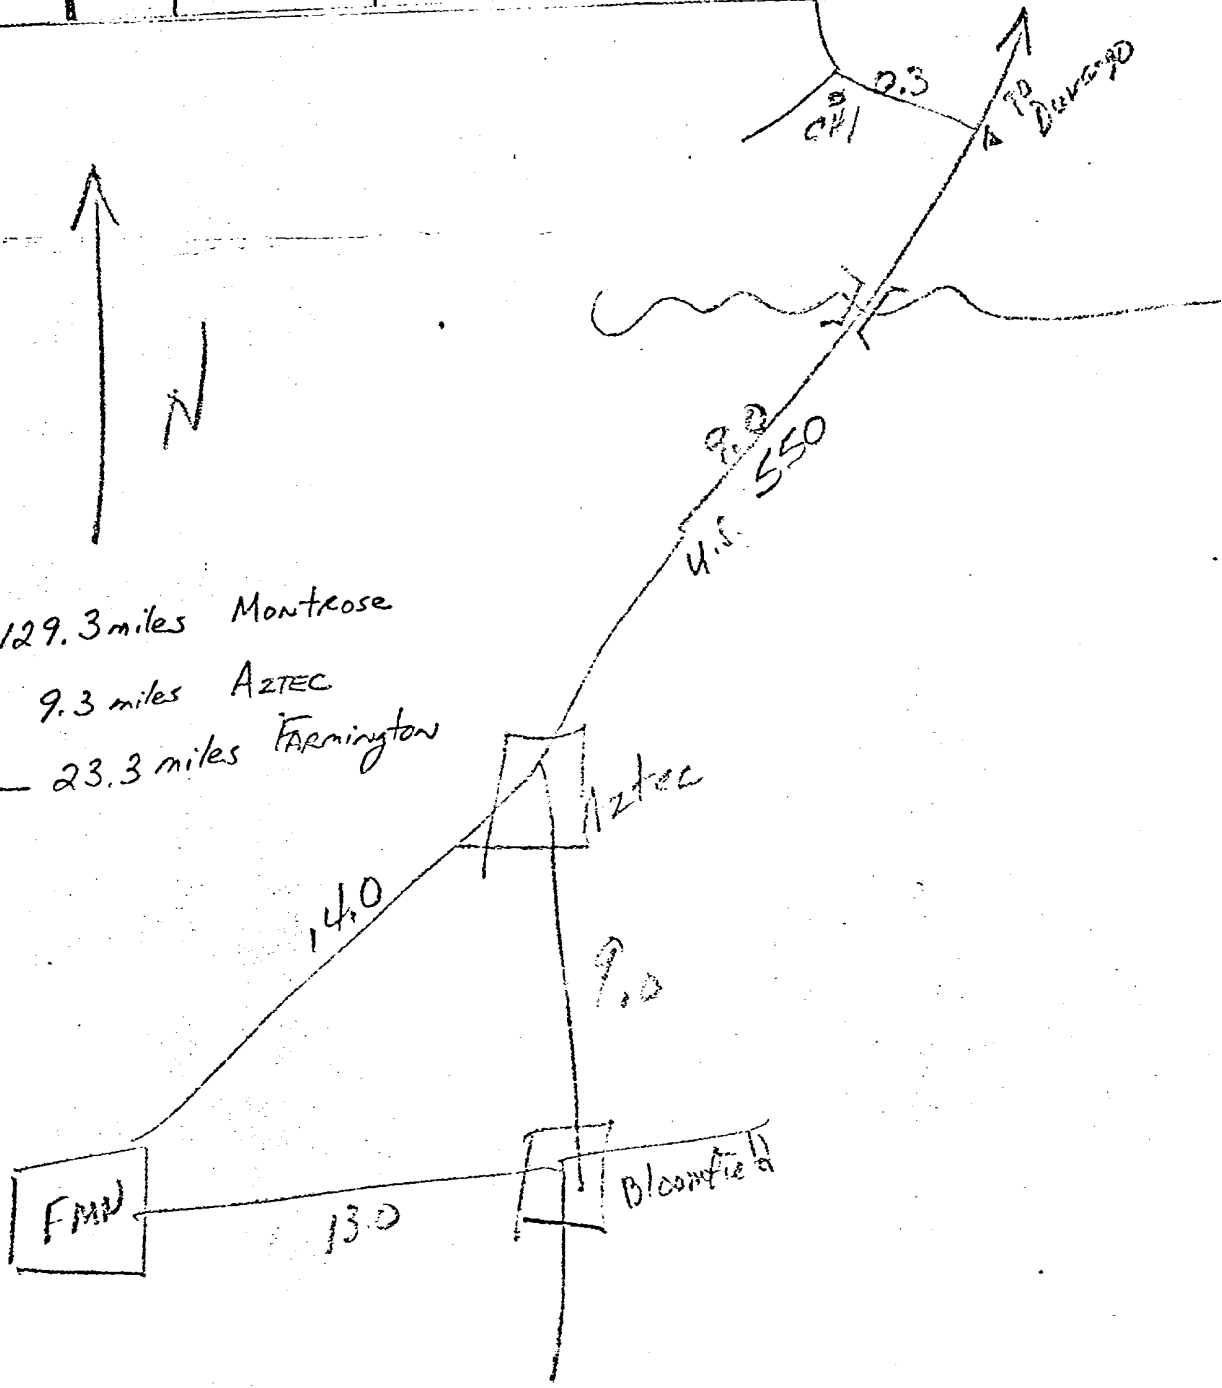 0.3
CH1
To
Durango
N
9.0
U.S. 550
129.3 miles Montrose
9.3 miles Aztec
23.3 miles Farmington
Aztec
14.0
9.0
Bloomfield
FMN
13.0